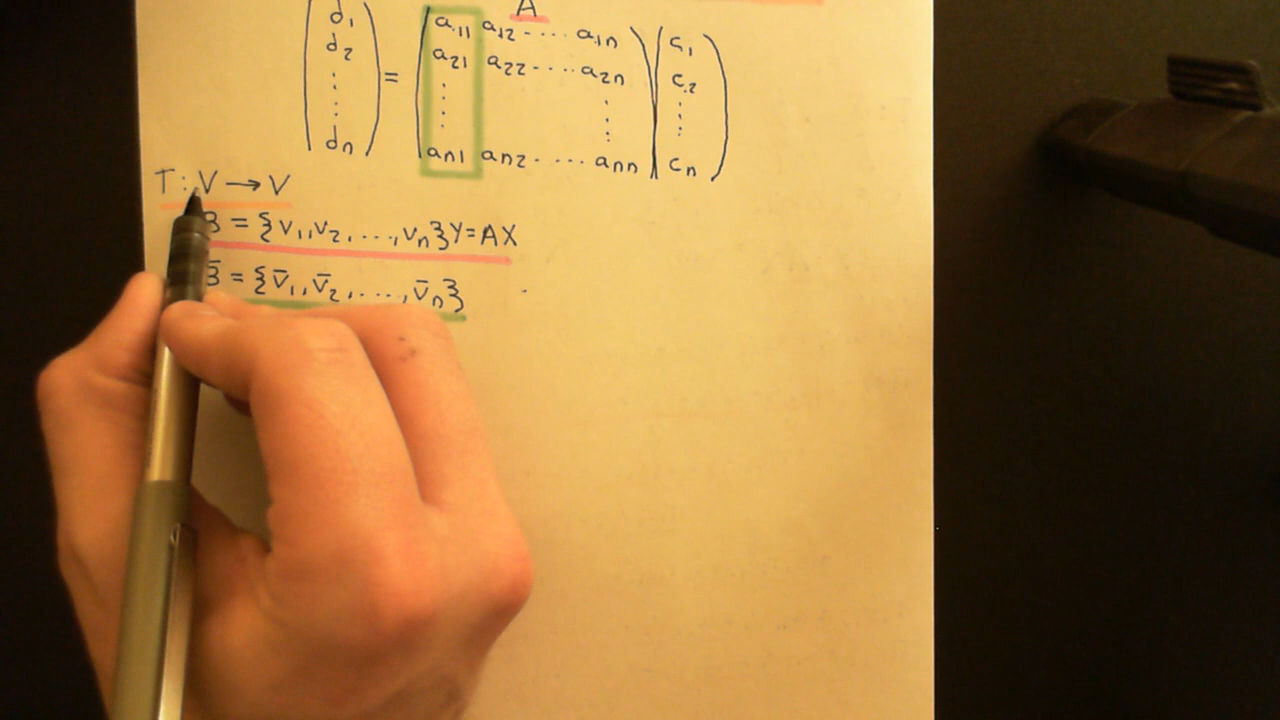 A
d1 a11 a12 ---- a1n c1
d2 a21 a22 ---- a2n c2
⋮ = ⋮ ⋮ ⋮
dn an1 an2 ---- ann cn
T: V → V
B = {v1, v2, ..., vn} Y = AX
B̄ = {v̄1, v̄2, ..., v̄n}